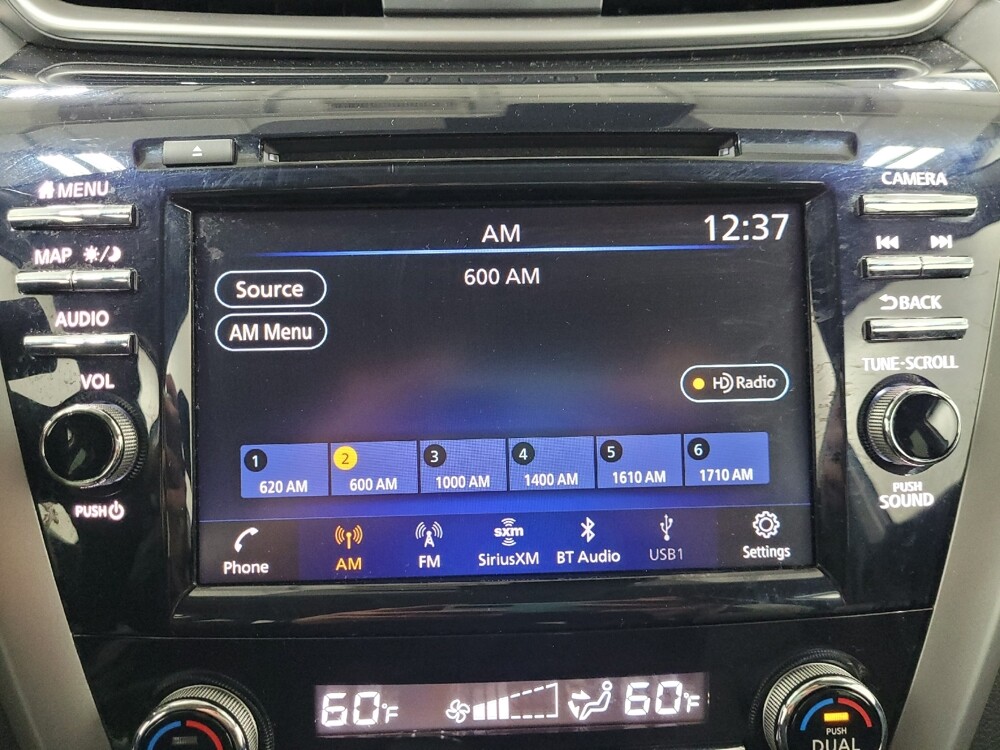 MENU
CAMERA
MAP
AUDIO
BACK
VOL
TUNE-SCROLL
PUSH
PUSH
SOUND
AM
12:37
600 AM
Source
AM Menu
HD Radio
1 2 3 4 5 6
620 AM 600 AM 1000 AM 1400 AM 1610 AM 1710 AM
sxm
Phone AM FM SiriusXM BT Audio USB1 Settings
60°F 60°F
PUSH
DUAL